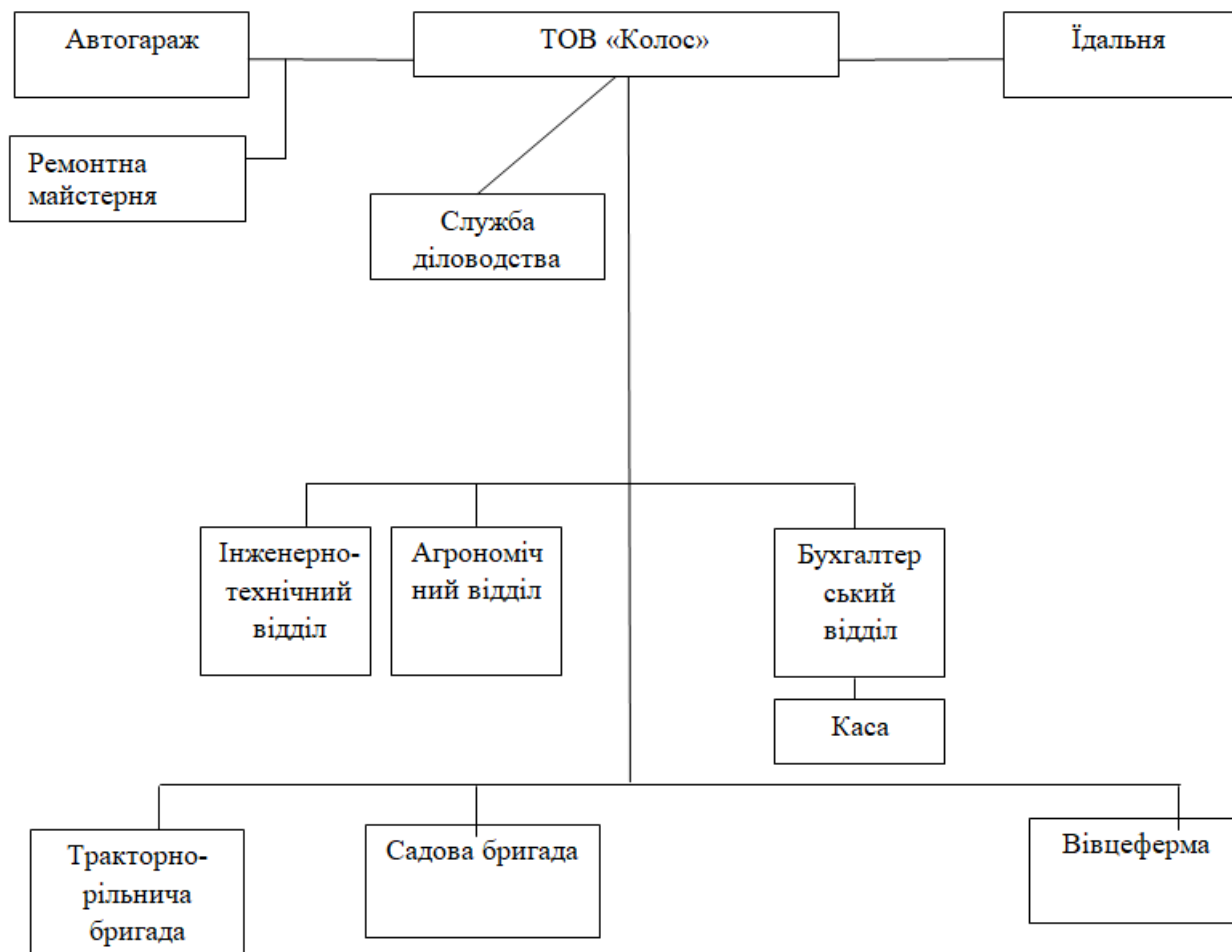 Автогараж
ТОВ «Колос»
Їдальня
Ремонтна
майстерня
Служба
діловодства
Інженерно-
технічний
відділ
Агрономіч
ний відділ
Бухгалтер
ський
відділ
Каса
Тракторно-
рільнича
бригада
Садова бригада
Вівцеферма